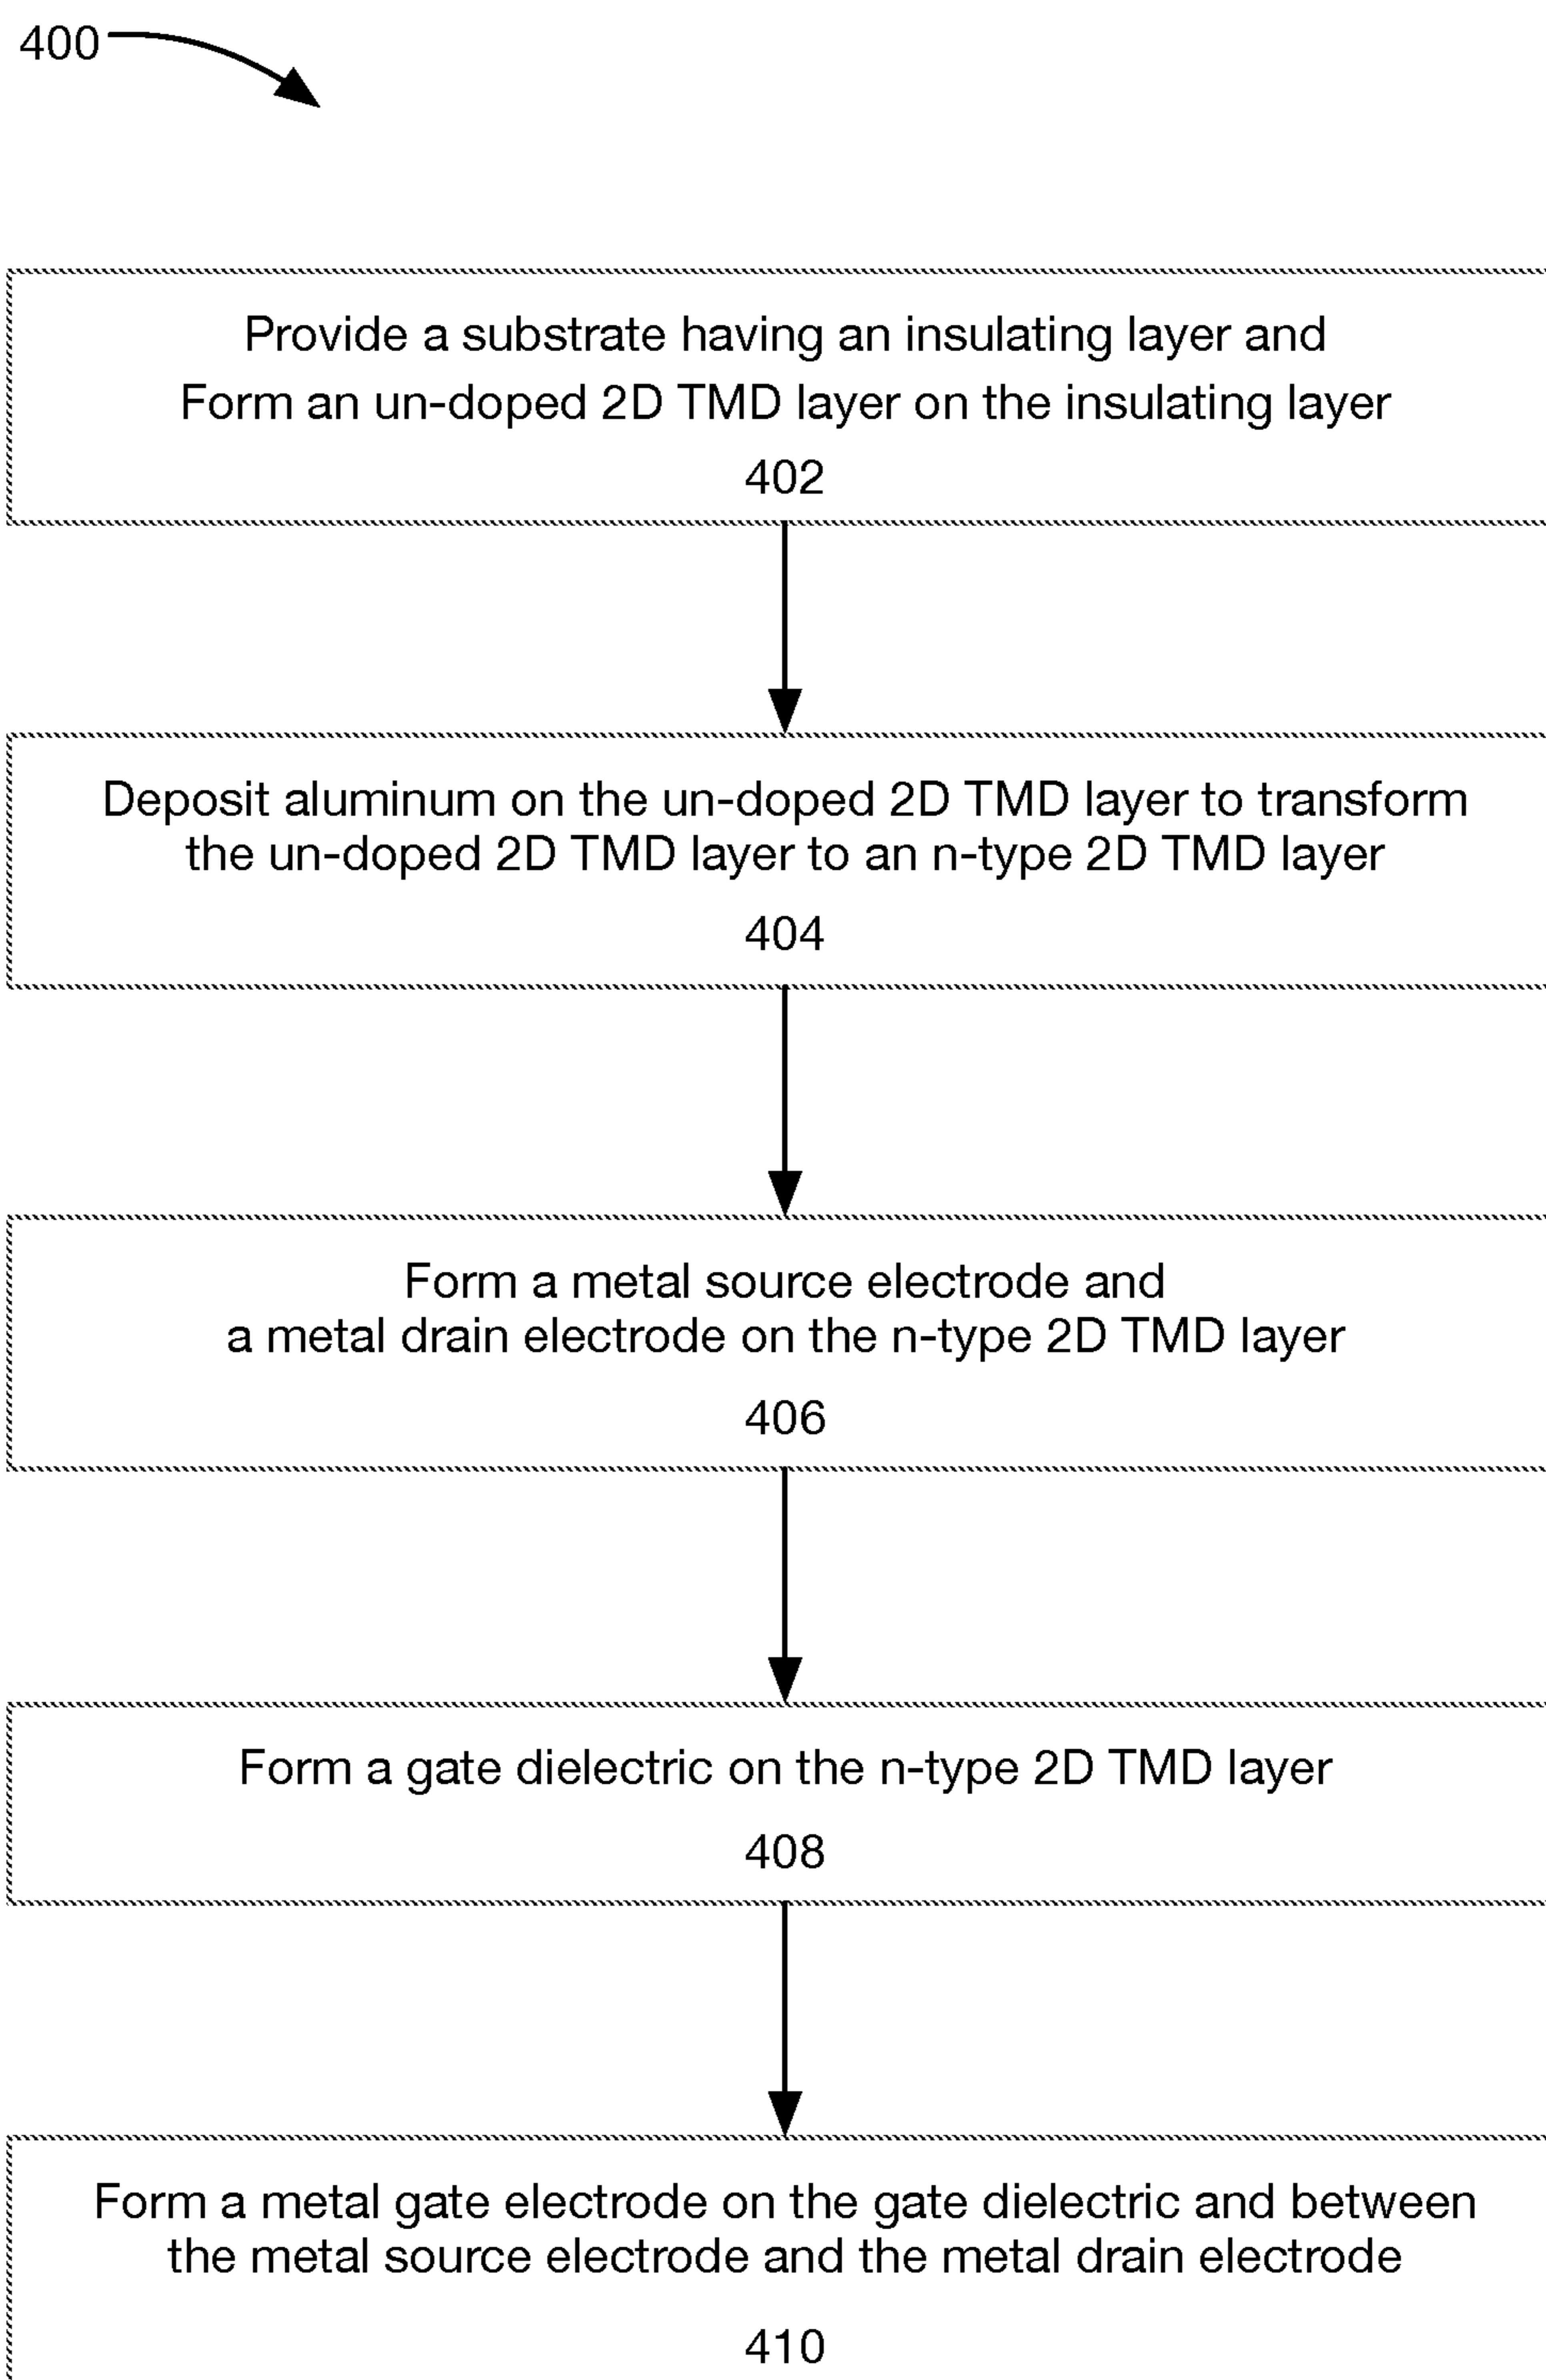 400
Provide a substrate having an insulating layer and
Form an un-doped 2D TMD layer on the insulating layer
402
Deposit aluminum on the un-doped 2D TMD layer to transform
the un-doped 2D TMD layer to an n-type 2D TMD layer
404
Form a metal source electrode and
a metal drain electrode on the n-type 2D TMD layer
406
Form a gate dielectric on the n-type 2D TMD layer
408
Form a metal gate electrode on the gate dielectric and between
the metal source electrode and the metal drain electrode
410